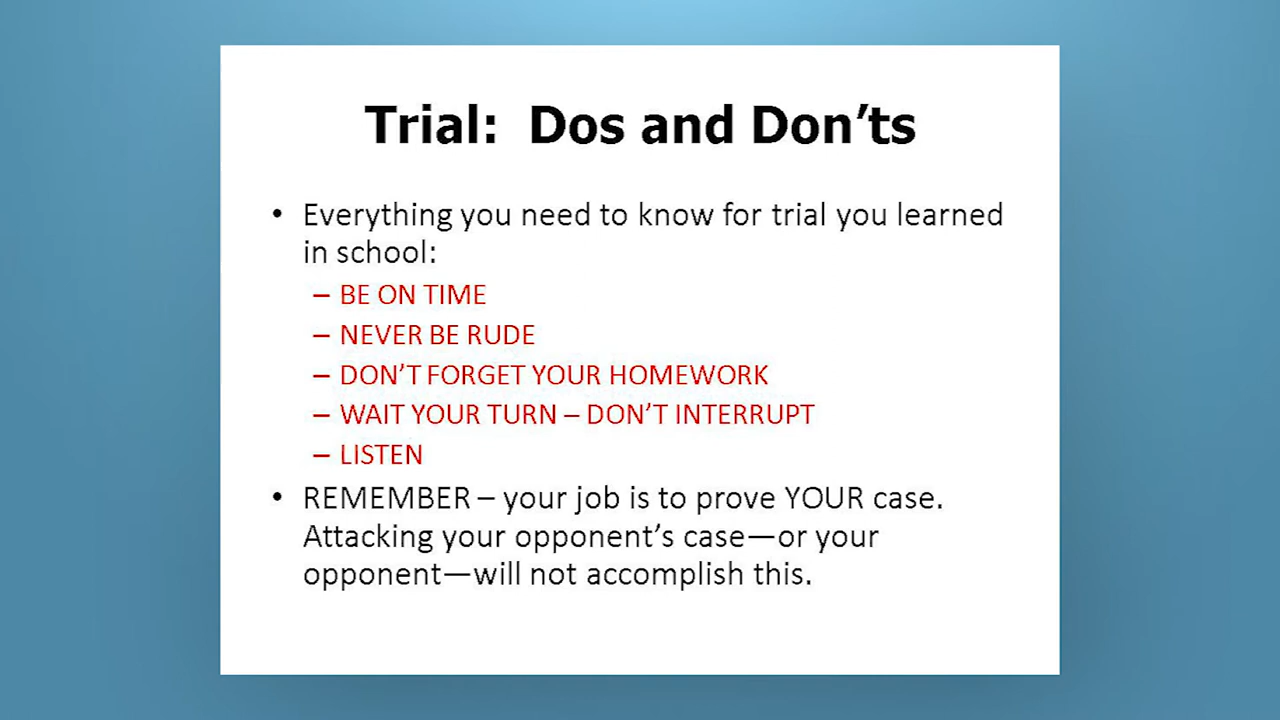 Trial: Dos and Don'ts
• Everything you need to know for trial you learned
in school:
– BE ON TIME
– NEVER BE RUDE
– DON'T FORGET YOUR HOMEWORK
– WAIT YOUR TURN – DON'T INTERRUPT
– LISTEN
• REMEMBER – your job is to prove YOUR case.
Attacking your opponent's case—or your
opponent—will not accomplish this.